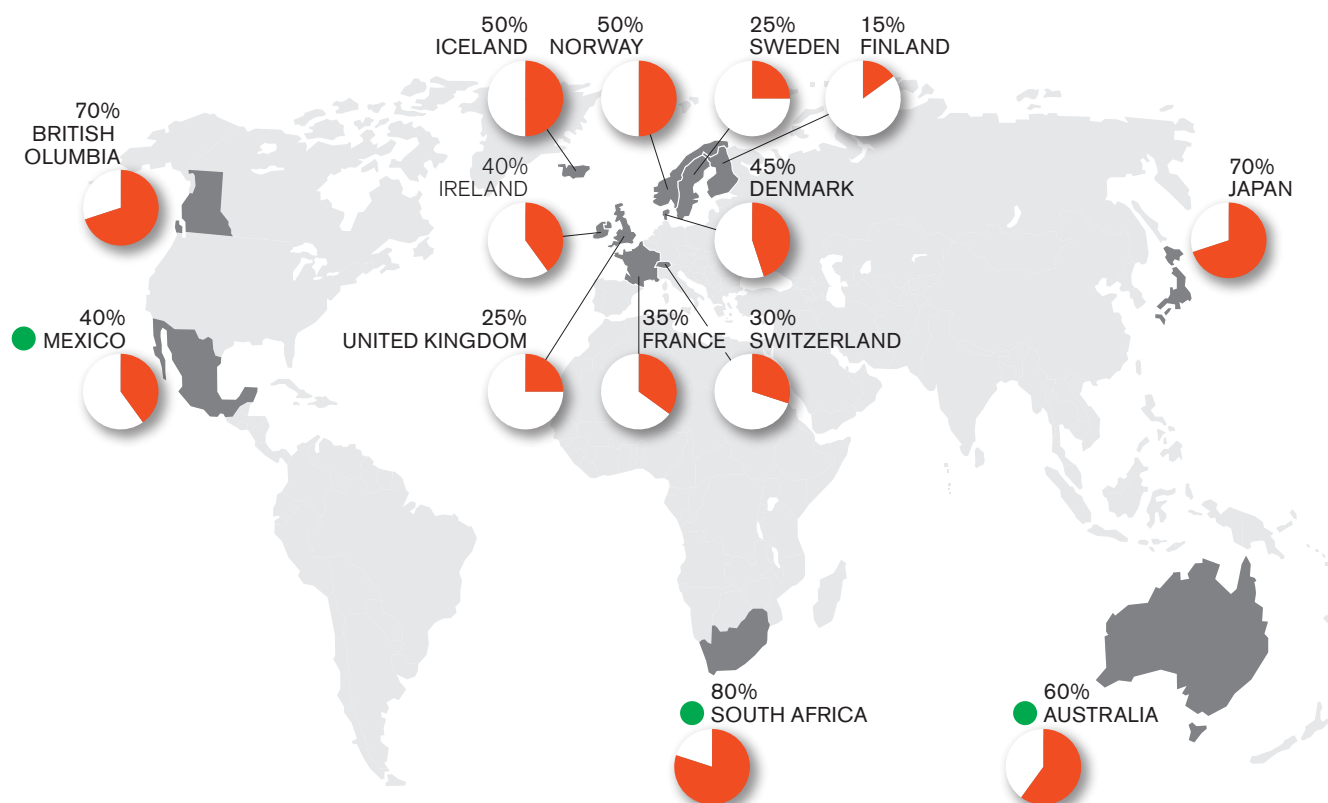 50%
ICELAND
50%
NORWAY
25%
SWEDEN
15%
FINLAND
70%
BRITISH
OLUMBIA
40%
IRELAND
45%
DENMARK
70%
JAPAN
40%
MEXICO
25%
UNITED KINGDOM
35%
FRANCE
30%
SWITZERLAND
80%
SOUTH AFRICA
60%
AUSTRALIA